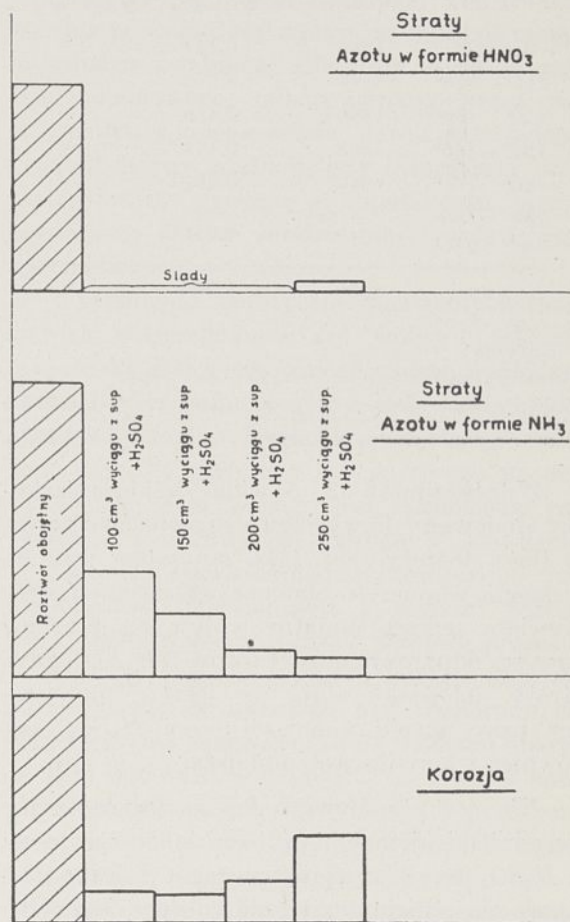 Straty
Azotu w formie HNO₃
Slady
Straty
Azotu w formie NH₃
Roztwór obojętny
100 cm³ wyciągu z sup
+H₂SO₄
150 cm³ wyciągu z sup
+H₂SO₄
200 cm³ wyciągu z sup
+H₂SO₄
250 cm³ wyciągu z sup
+H₂SO₄
Korozja